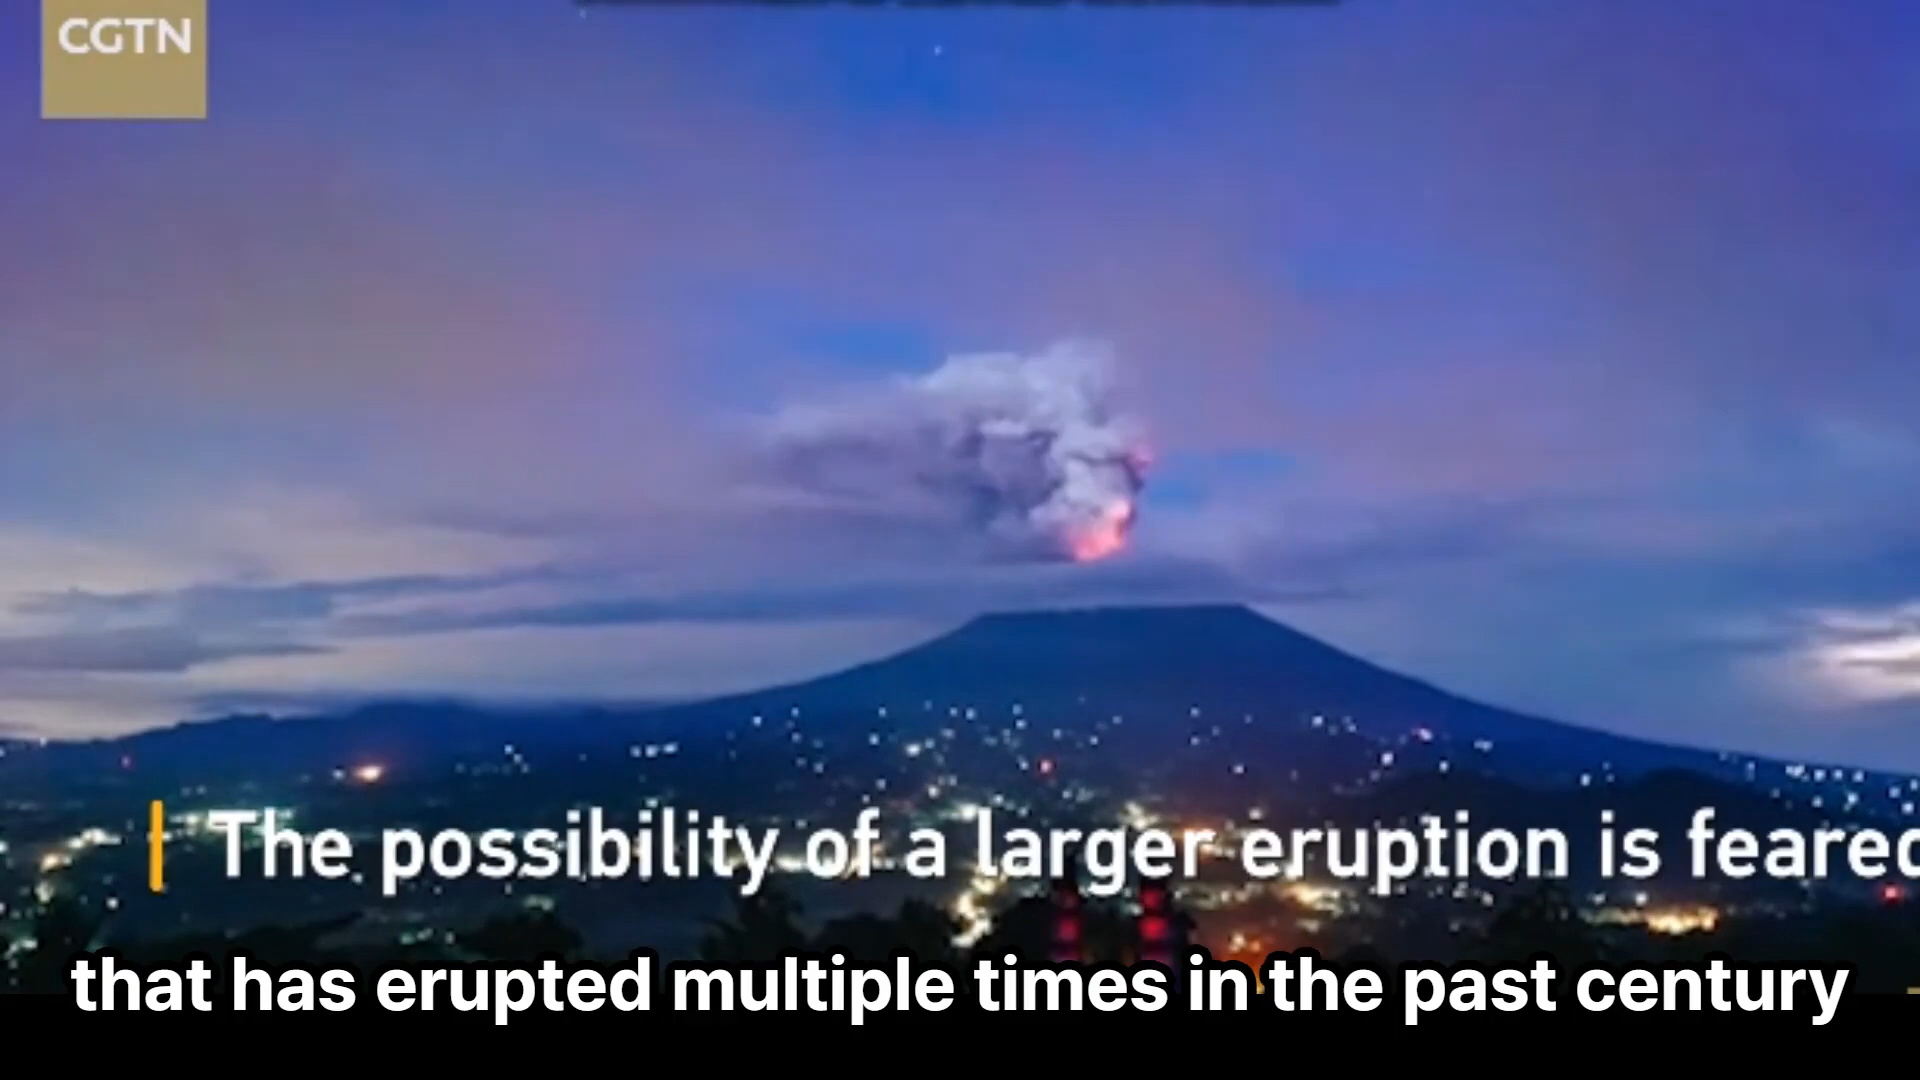 CGTN
The possibility of a larger eruption is feared
that has erupted multiple times in the past century